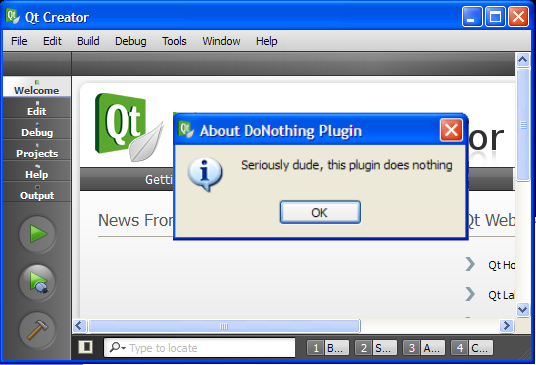 Qt Creator
File Edit Build Debug Tools Window Help
Welcome
Edit
Debug
Projects
Help
Output
Qt
About DoNothing Plugin
Seriously dude, this plugin does nothing
OK
or
Getti
News From
Qt Web
Qt Ho
Qt La
Type to locate
1 B... 2 S... 3 A... 4 C...